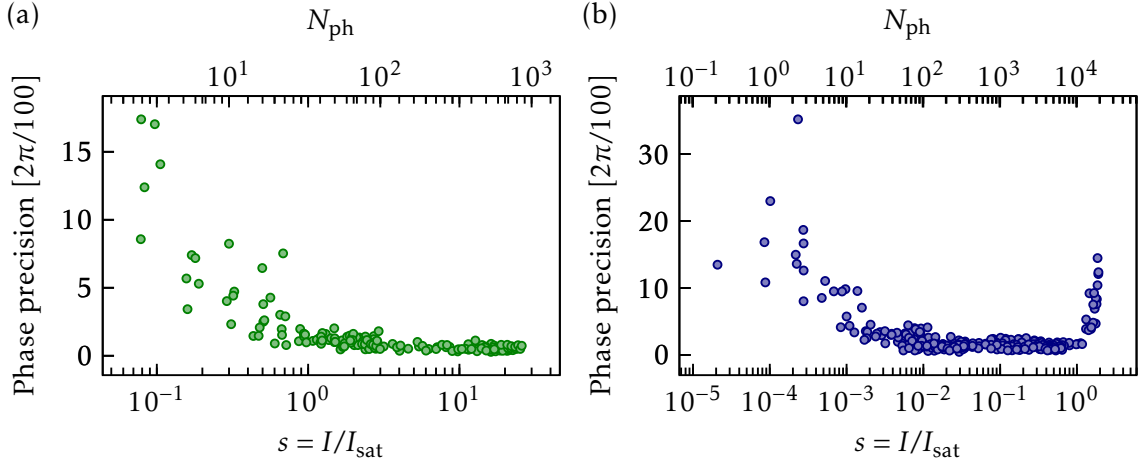 (a)
N_ph
10^1 10^2 10^3
Phase precision [2π/100]
15
10
5
0
10^−1 10^0 10^1
s = I/I_sat
(b)
N_ph
10^−1 10^0 10^1 10^2 10^3 10^4
Phase precision [2π/100]
30
20
10
0
10^−5 10^−4 10^−3 10^−2 10^−1 10^0
s = I/I_sat